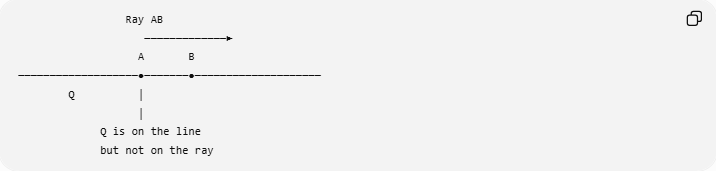 Ray AB
A B
Q
Q is on the line
but not on the ray